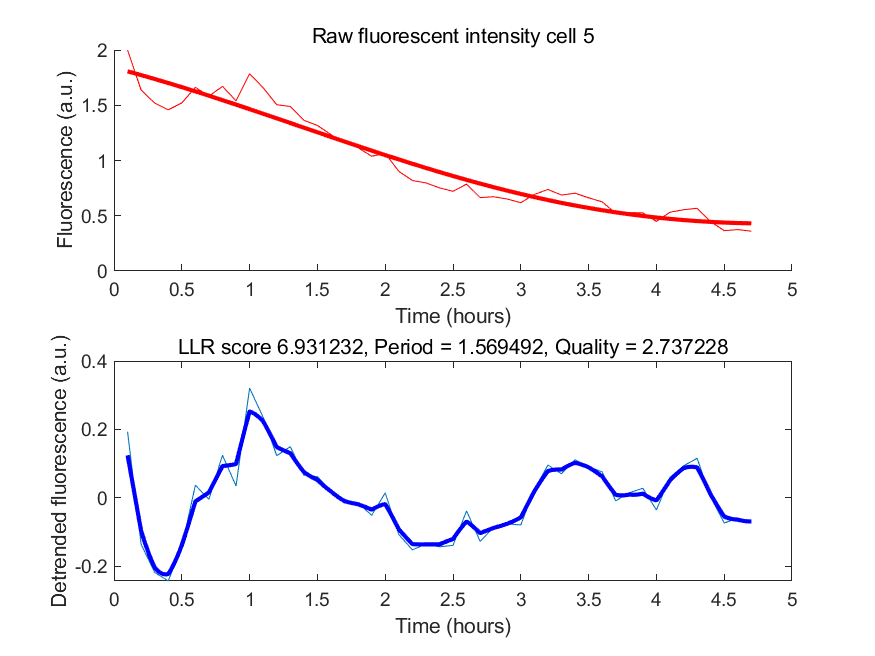 Raw fluorescent intensity cell 5
Fluorescence (a.u.)
2
1.5
1
0.5
0
0 0.5 1 1.5 2 2.5 3 3.5 4 4.5 5
Time (hours)
LLR score 6.931232, Period = 1.569492, Quality = 2.737228
Detrended fluorescence (a.u.)
0.4
0.2
0
-0.2
0 0.5 1 1.5 2 2.5 3 3.5 4 4.5 5
Time (hours)